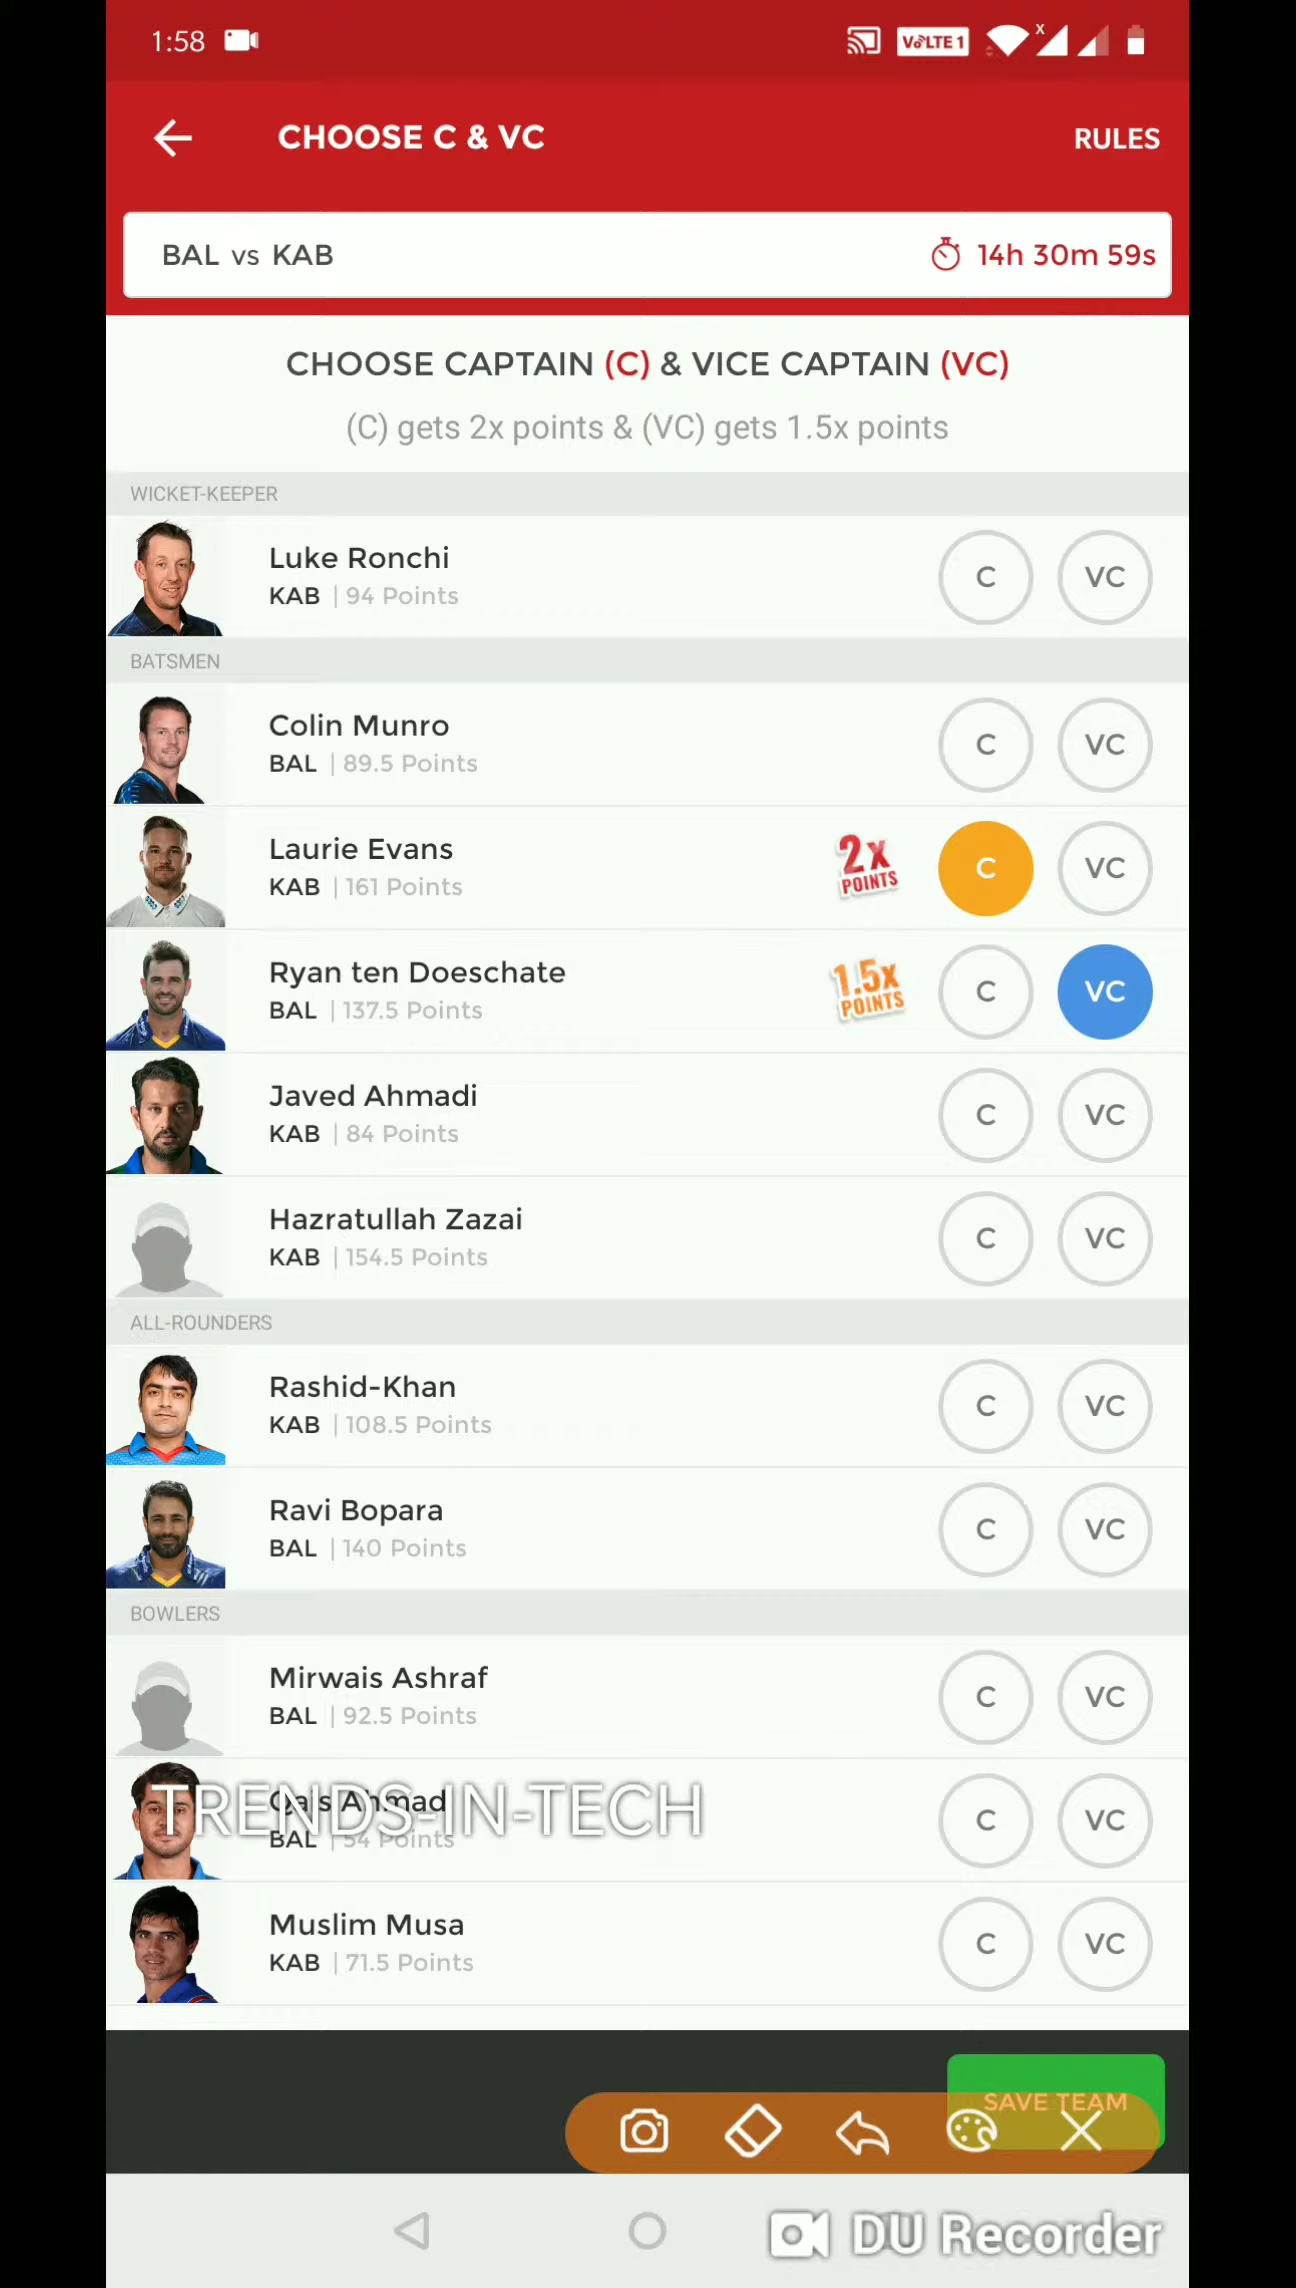 1:58
VoLTE 1
x
CHOOSE C & VC
RULES
BAL vs KAB
14h 30m 59s
CHOOSE CAPTAIN (C) & VICE CAPTAIN (VC)
(C) gets 2x points & (VC) gets 1.5x points
WICKET-KEEPER
Luke Ronchi
KAB | 94 Points
C VC
BATSMEN
Colin Munro
BAL | 89.5 Points
C VC
Laurie Evans
KAB | 161 Points
2x POINTS
C VC
Ryan ten Doeschate
BAL | 137.5 Points
1.5x POINTS
C VC
Javed Ahmadi
KAB | 84 Points
C VC
Hazratullah Zazai
KAB | 154.5 Points
C VC
ALL-ROUNDERS
Rashid-Khan
KAB | 108.5 Points
C VC
Ravi Bopara
BAL | 140 Points
C VC
BOWLERS
Mirwais Ashraf
BAL | 92.5 Points
C VC
Qais Ahmad
BAL | 54 Points
C VC
TRENDS-IN-TECH
Muslim Musa
KAB | 71.5 Points
C VC
SAVE TEAM
DU Recorder